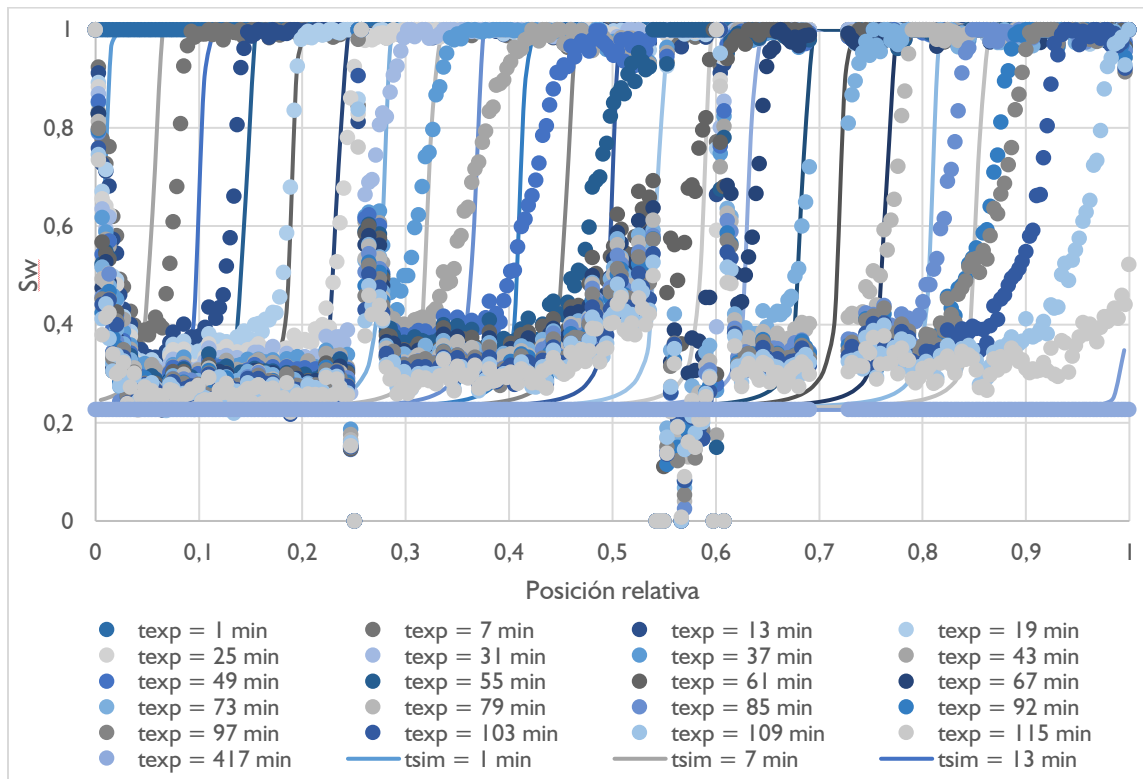 1
0,8
Sw
0,6
0,4
0,2
0
0 0,1 0,2 0,3 0,4 0,5 0,6 0,7 0,8 0,9 1
Posición relativa
texp = 1 min texp = 7 min texp = 13 min texp = 19 min
texp = 25 min texp = 31 min texp = 37 min texp = 43 min
texp = 49 min texp = 55 min texp = 61 min texp = 67 min
texp = 73 min texp = 79 min texp = 85 min texp = 92 min
texp = 97 min texp = 103 min texp = 109 min texp = 115 min
texp = 417 min tsim = 1 min tsim = 7 min tsim = 13 min